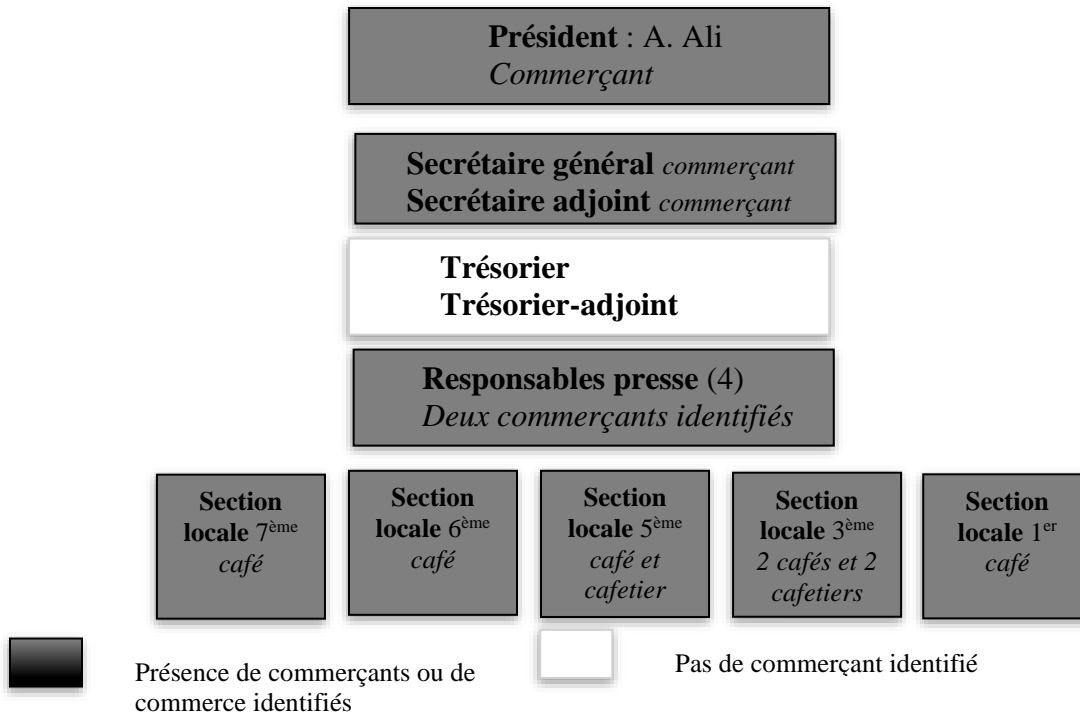 Président : A. Ali
Commerçant
Secrétaire général commerçant
Secrétaire adjoint commerçant
Trésorier
Trésorier-adjoint
Responsables presse (4)
Deux commerçants identifiés
Section
locale 7ème
café
Section
locale 6ème
café
Section
locale 5ème
café et
cafetier
Section
locale 3ème
2 cafés et 2
cafetiers
Section
locale 1er
café
Présence de commerçants ou de
commerce identifiés
Pas de commerçant identifié